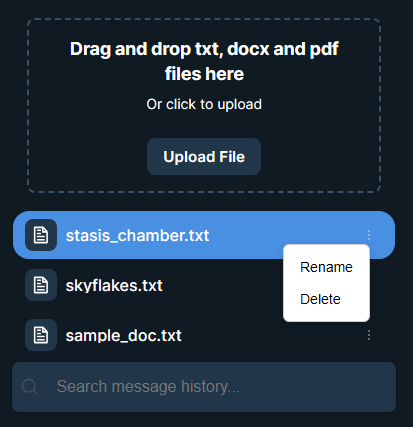 Drag and drop txt, docx and pdf
files here
Or click to upload
Upload File
stasis_chamber.txt
Rename
skyflakes.txt
Delete
sample_doc.txt
Search message history...